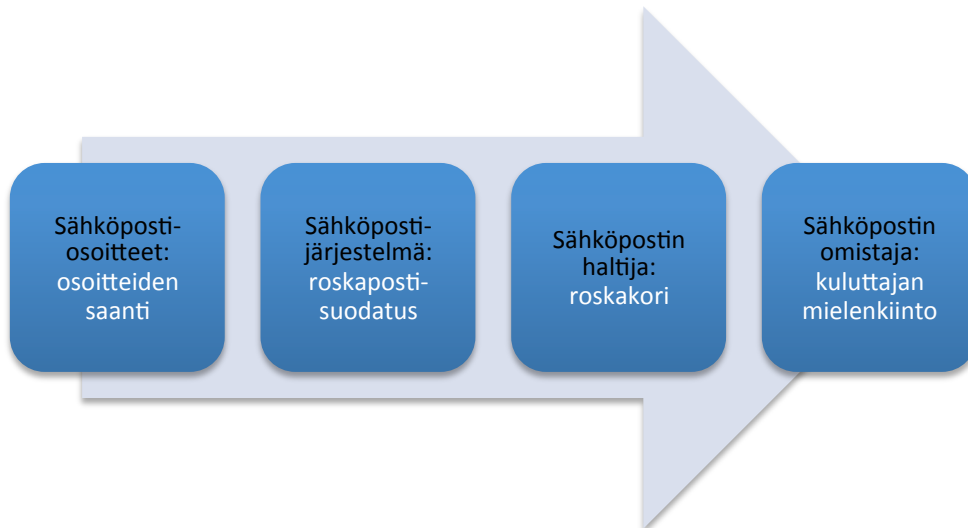 Sähköposti-
osoitteet:
osoitteiden
saanti
Sähköposti-
järjestelmä:
roskaposti-
suodatus
Sähköpostin
haltija:
roskakori
Sähköpostin
omistaja:
kuluttajan
mielenkiinto